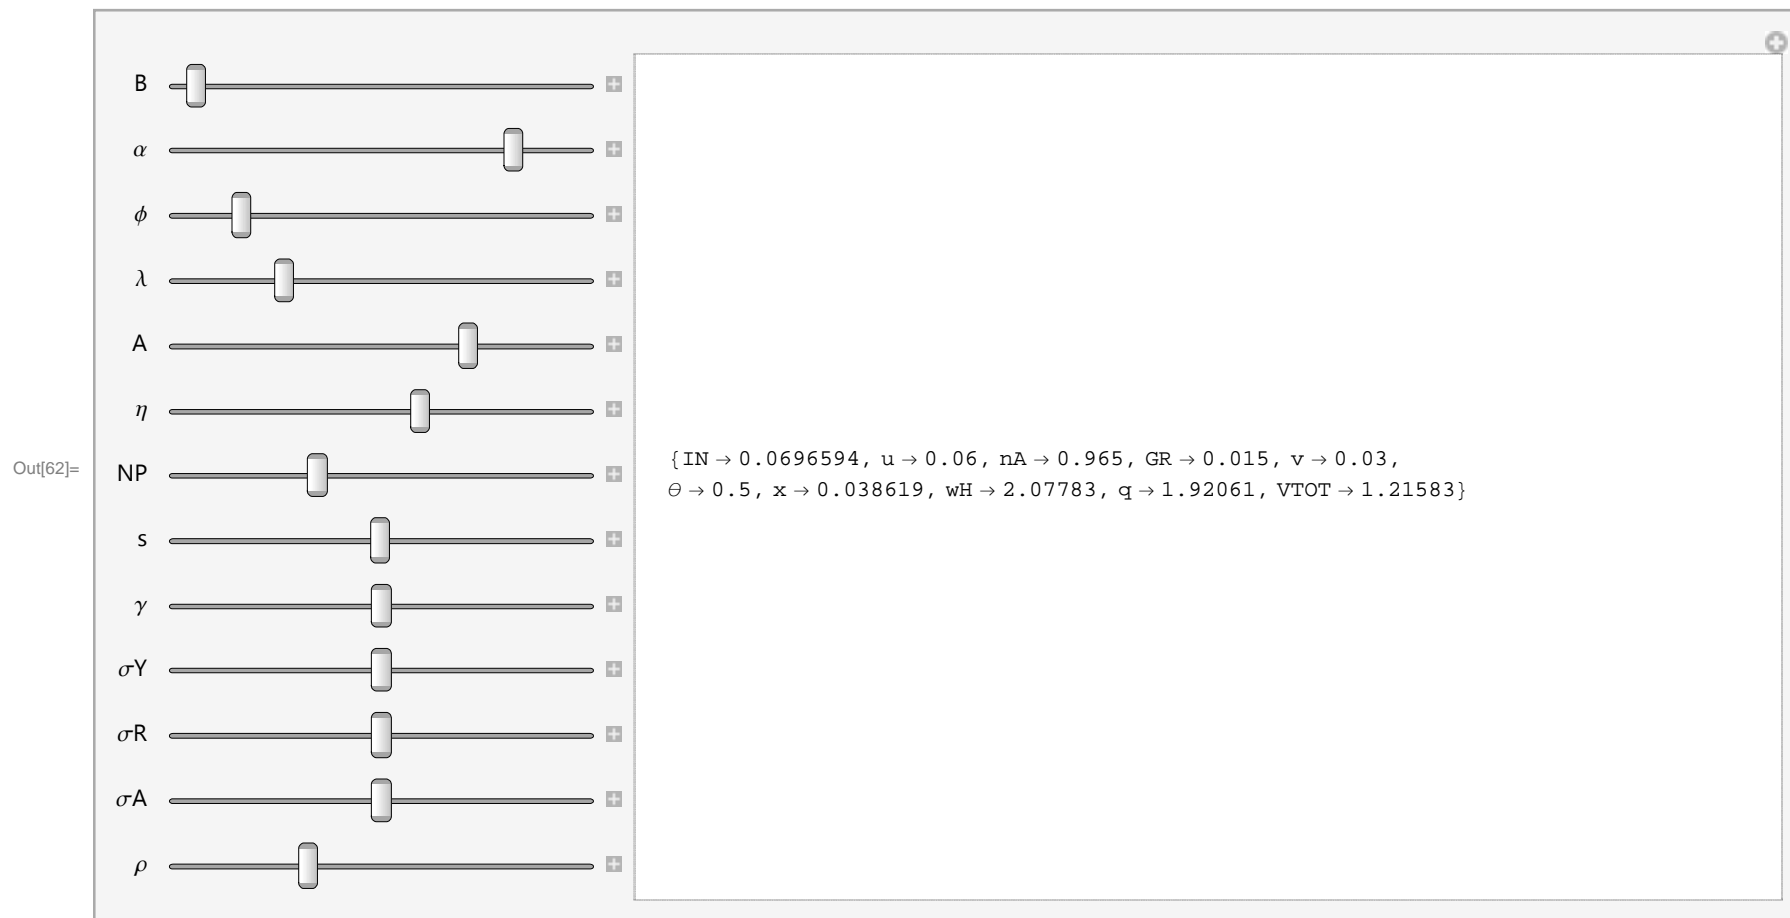 B
α
ϕ
λ
A
η
Out[62]=
NP
s
γ
σY
σR
σA
ρ
{IN → 0.0696594, u → 0.06, nA → 0.965, GR → 0.015, v → 0.03,
θ → 0.5, x → 0.038619, wH → 2.07783, q → 1.92061, VTOT → 1.21583}